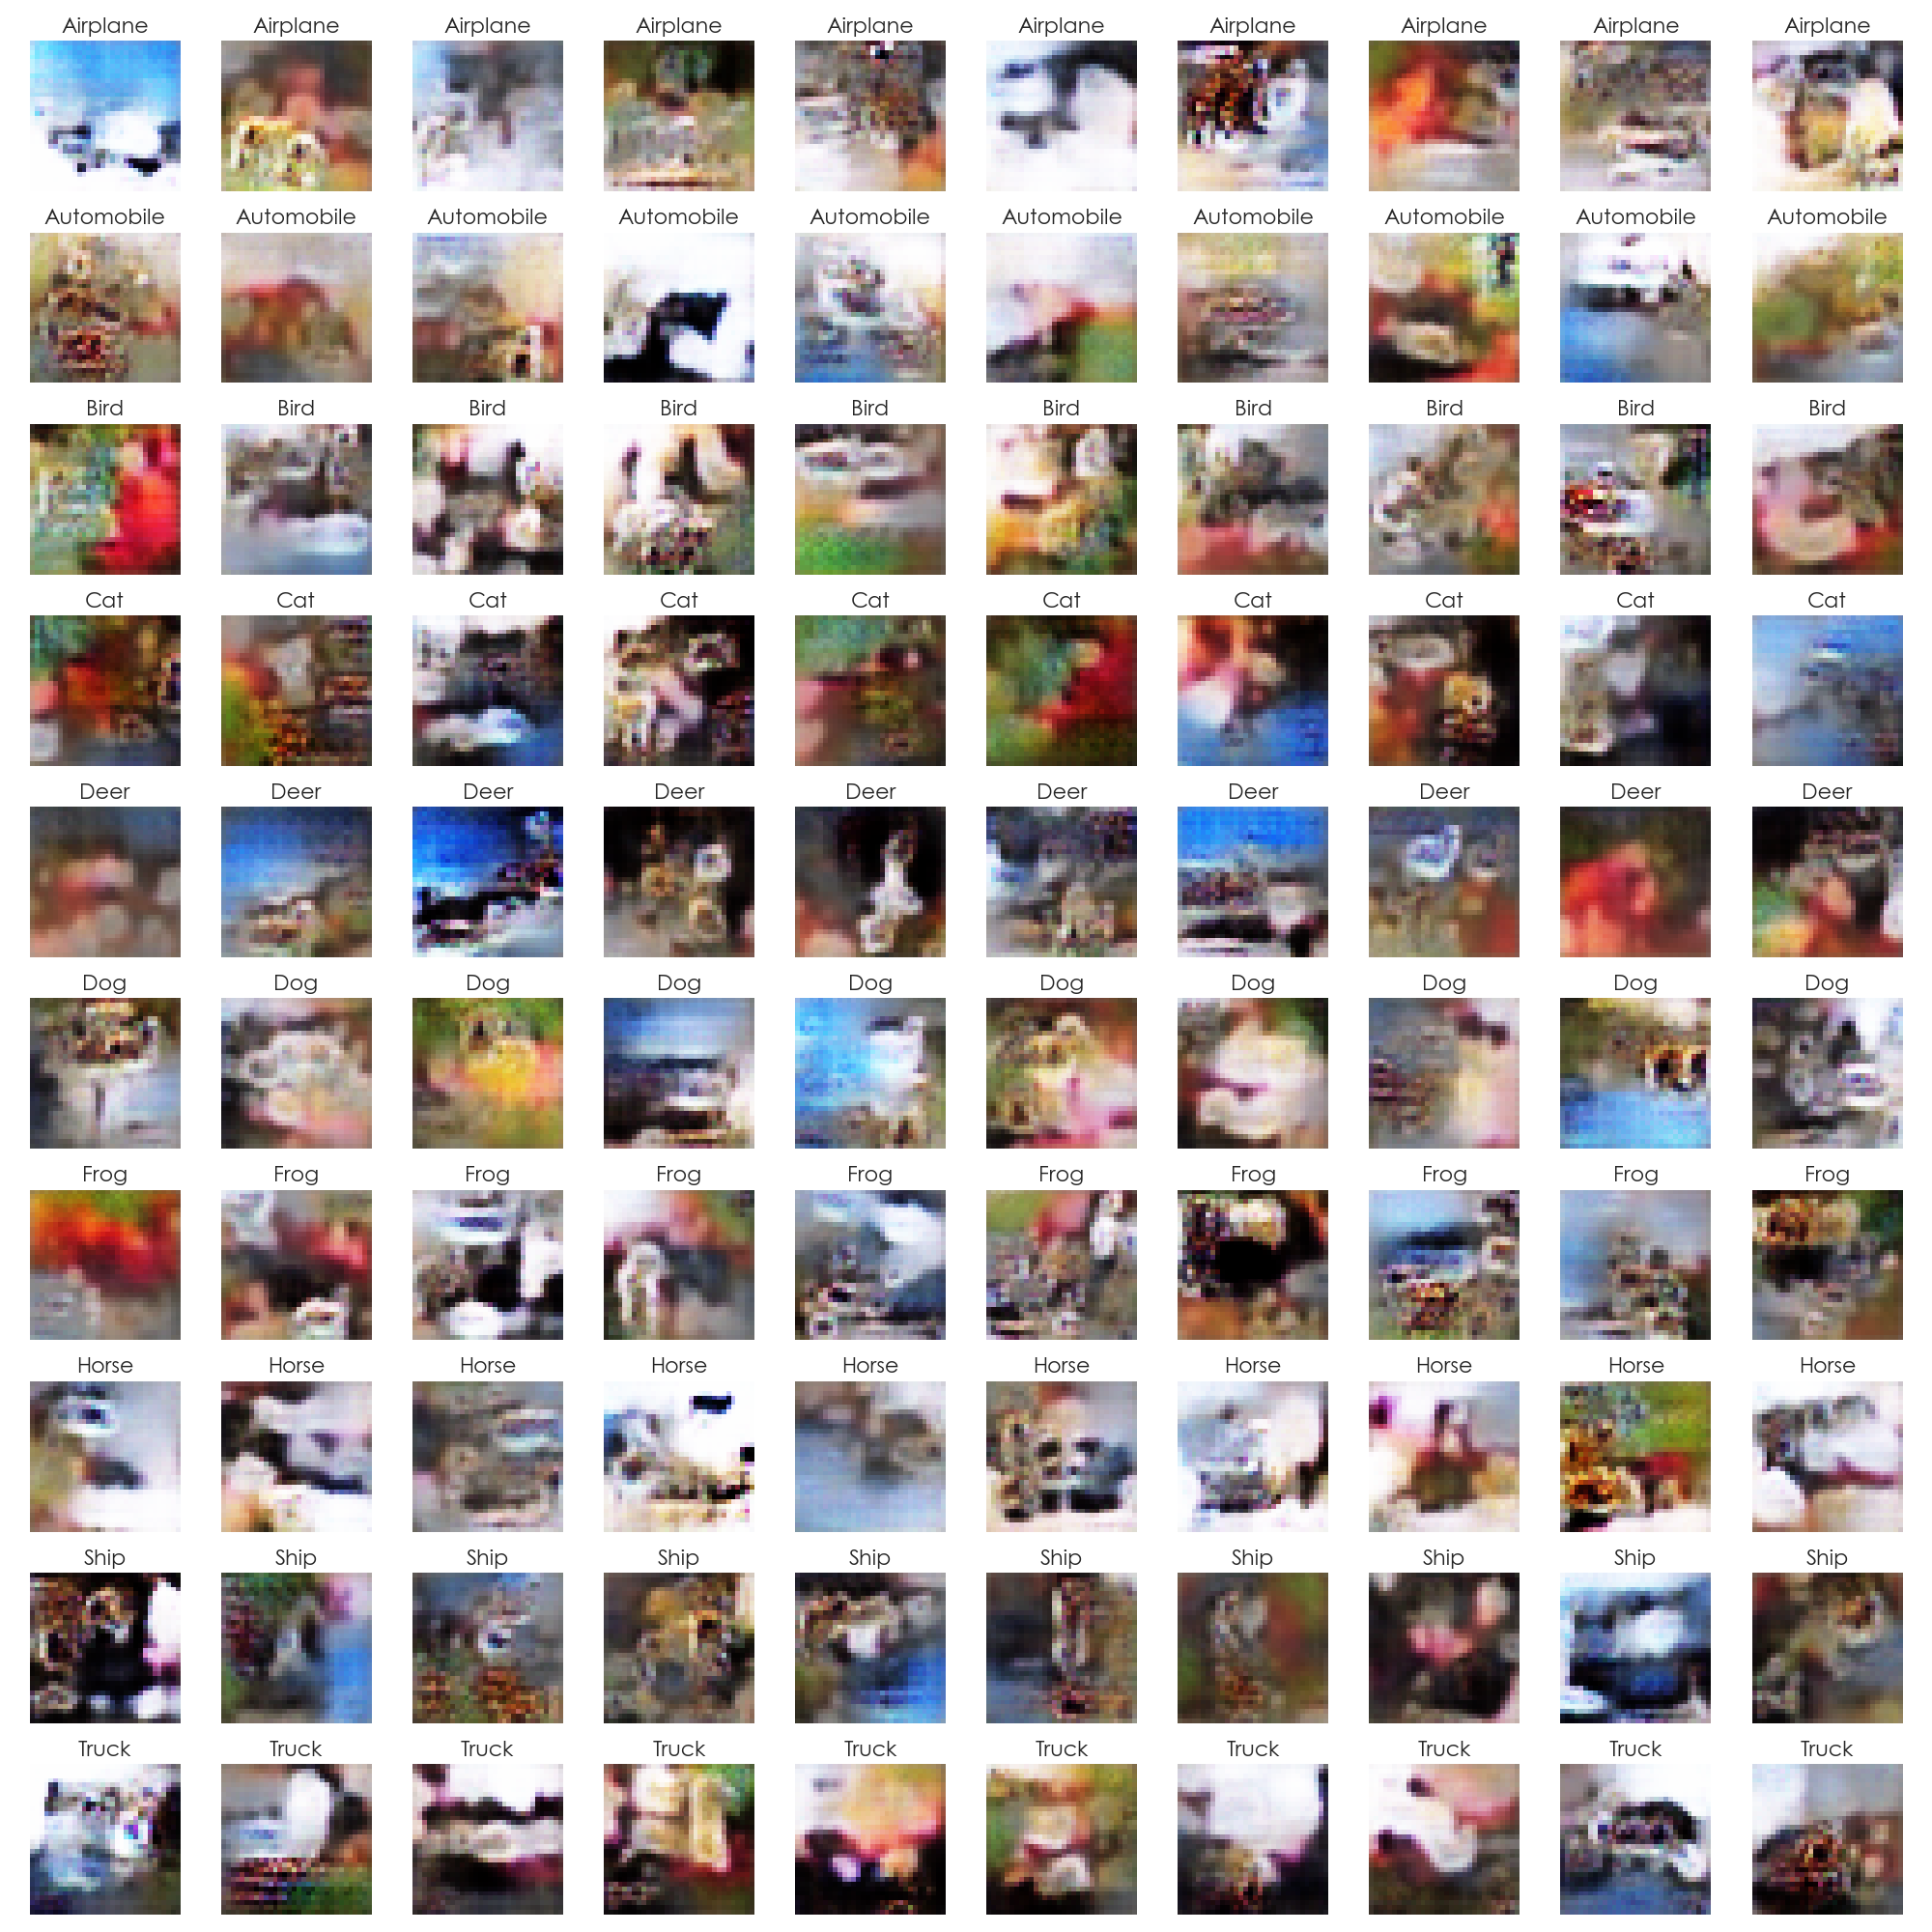 Airplane Airplane Airplane Airplane Airplane Airplane Airplane Airplane Airplane Airplane
Automobile Automobile Automobile Automobile Automobile Automobile Automobile Automobile Automobile Automobile
Bird Bird Bird Bird Bird Bird Bird Bird Bird Bird
Cat Cat Cat Cat Cat Cat Cat Cat Cat Cat
Deer Deer Deer Deer Deer Deer Deer Deer Deer Deer
Dog Dog Dog Dog Dog Dog Dog Dog Dog Dog
Frog Frog Frog Frog Frog Frog Frog Frog Frog Frog
Horse Horse Horse Horse Horse Horse Horse Horse Horse Horse
Ship Ship Ship Ship Ship Ship Ship Ship Ship Ship
Truck Truck Truck Truck Truck Truck Truck Truck Truck Truck